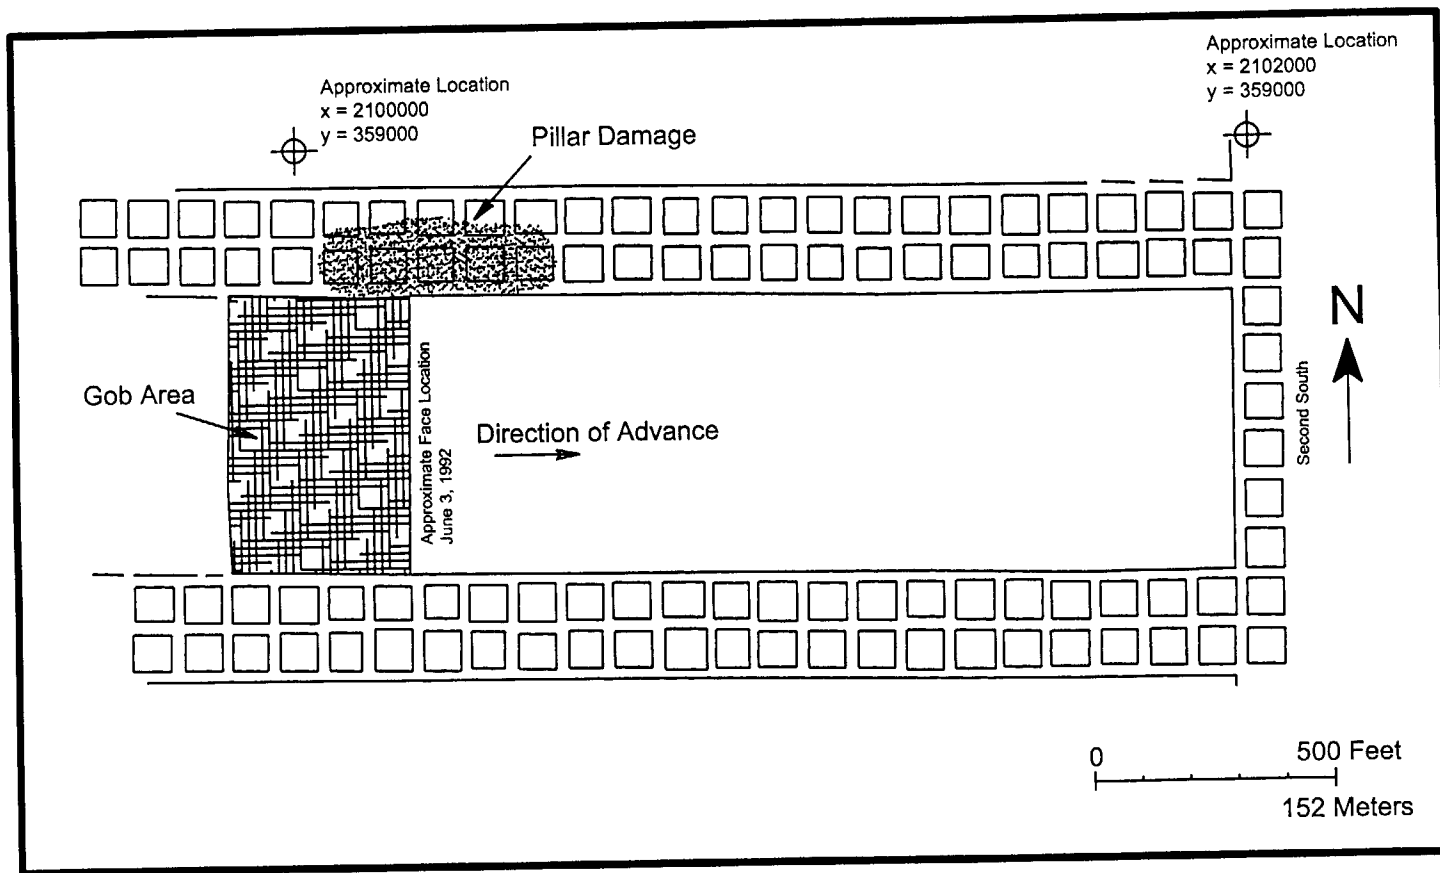 Approximate Location
x = 2102000
y = 359000
Approximate Location
x = 2100000
y = 359000
Pillar Damage
N
Gob Area
Approximate Face Location
June 3, 1992
Direction of Advance
Second South
0 500 Feet
152 Meters